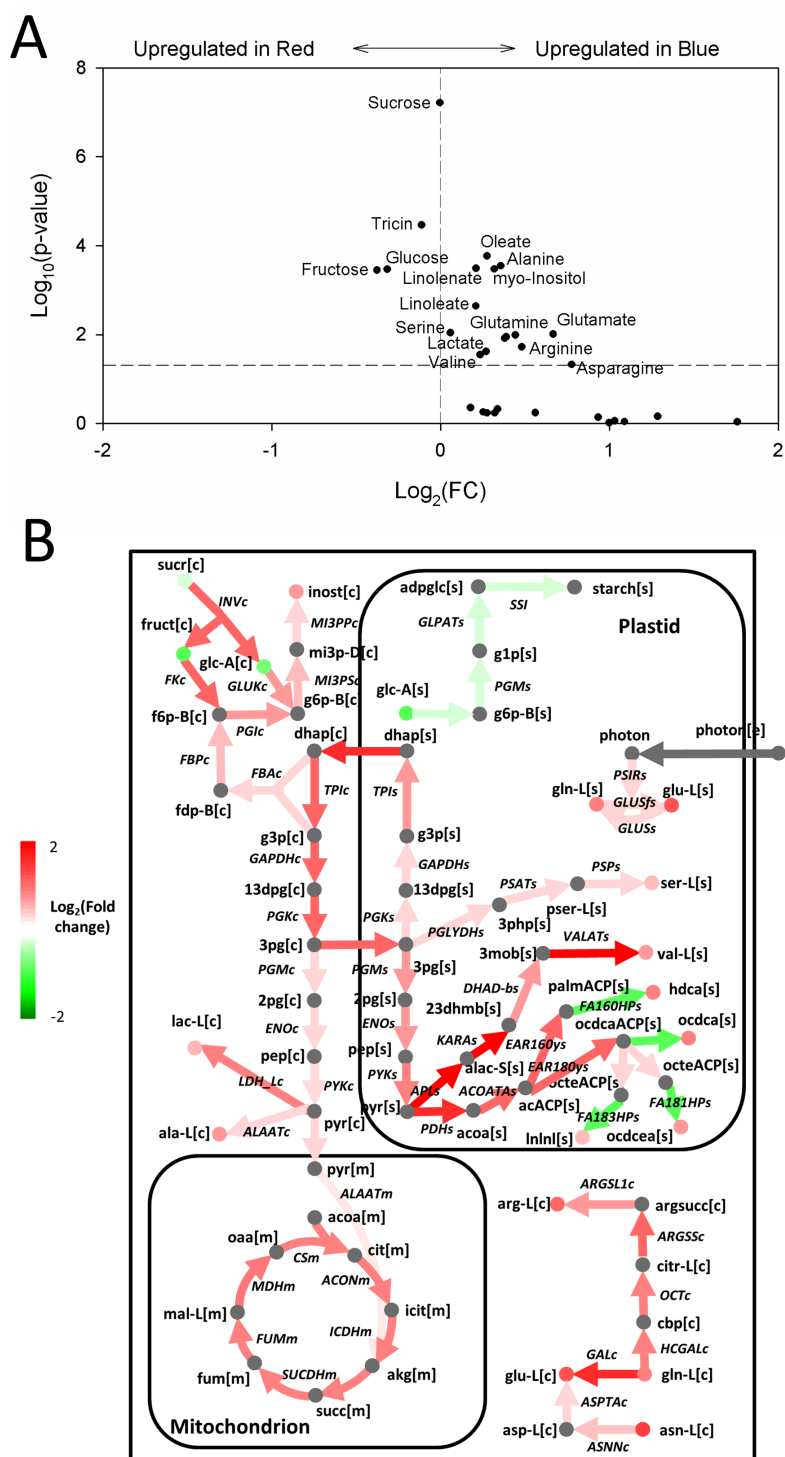 A
Upregulated in Red
Upregulated in Blue
8
6
4
2
0
Log10(p-value)
Sucrose
Tricin
Oleate
Glucose
Alanine
Fructose
Linolenate
myo-Inositol
Linoleate
Serine
Glutamine
Glutamate
Lactate
Arginine
Valine
Asparagine
-2
-1
0
1
2
Log2(FC)
B
sucr[c]
INVc
fruct[c]
glc-A[c]
FKc
GLUKc
f6p-B[c]
PGIc
g6p-B[c]
inost[c]
MI3PPc
mi3p-D[c]
MI3PSc
adpglc[s]
SSI
starch[s]
GLPATs
Plastid
g1p[s]
glc-A[s]
PGMs
g6p-B[s]
FBPc
FBAc
fdp-B[c]
dhap[c]
dhap[s]
TPIc
TPIs
photon
photon[e]
PSIRs
gln-L[s]
GLUSfs
glu-L[s]
GLUSs
g3p[c]
g3p[s]
GAPDHc
GAPDHs
13dpg[c]
13dpg[s]
PGKc
PGKs
PGLYDHs
PSATs
PSPs
3php[s]
pser-L[s]
ser-L[s]
3pg[c]
3pg[s]
PGMc
PGMs
3mob[s]
VALATs
val-L[s]
2
Log2(Fold
change)
-2
2pg[c]
2pg[s]
DHAD-bs
23dhmb[s]
palmACP[s]
FA160HPs
hdca[s]
ENOc
ENOs
ocdcaACP[s]
ocdca[s]
lac-L[c]
LDH_Lc
pep[c]
pep[s]
KARAs
alac-S[s]
EAR160ys
EAR180ys
PYKc
PYKs
APLs
ACOATAs
octeACP[s]
octeACP[s]
pyr[c]
pyr[s]
PDHs
acoa[s]
acACP[s]
FA183HPs
FA181HPs
lnlnl[s]
ocdcea[s]
ala-L[c]
ALAATc
pyr[m]
ALAATm
acoa[m]
oaa[m]
CSm
cit[m]
MDHm
ACONm
mal-L[m]
icit[m]
FUMm
ICDHm
fum[m]
SUCDHm
akg[m]
succ[m]
Mitochondrion
ARGSL1c
arg-L[c]
argsucc[c]
ARGSSc
citr-L[c]
OCTc
cbp[c]
GALc
HCGALc
glu-L[c]
gln-L[c]
ASPTAc
asp-L[c]
ASNNc
asn-L[c]